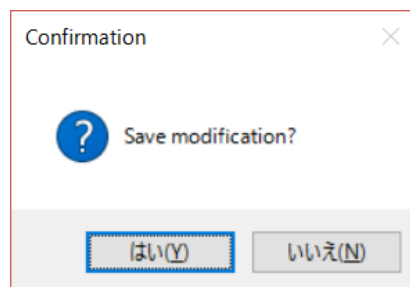 Confirmation
Save modification?
はい(Y)
いいえ(N)